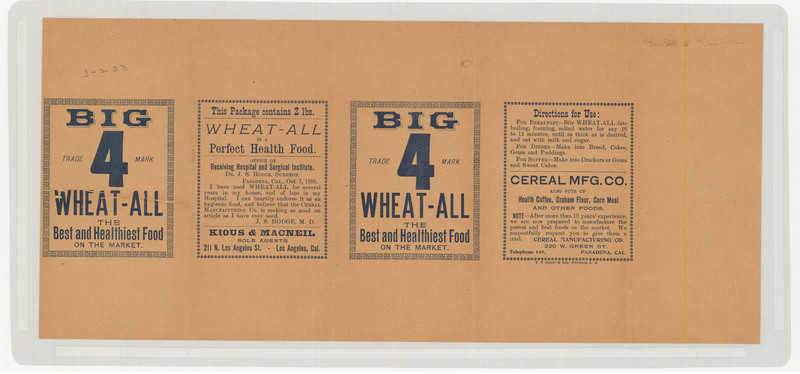 3-2 33
BIG
4
TRADE MARK
WHEAT-ALL
THE
Best and Healthiest Food
ON THE MARKET.
This Package contains 2 lbs.
WHEAT-ALL
IS A
Perfect Health Food.
OFFICE OF
Receiving Hospital and Surgical Institute.
DR. J. S. HODGE, SURGEON.
PASADENA, CAL., Oct. 7, 1893.
I have used WHEAT-ALL for several
years in my house, and of late in my
Hospital. I can heartily endorse it as an
hygienic food, and believe that the CEREAL
MANUFACTURING Co. is making as good an
article as I have ever used.
J. S. HODGE, M. D.
KIOUS & MACNEIL
SOLE AGENTS
211 N. Los Angeles St. - Los Angeles, Cal.
BIG
4
TRADE MARK
WHEAT-ALL
THE
Best and Healthiest Food
ON THE MARKET.
Directions for Use:
FOR BREAKFAST—Stir WHEAT-ALL into
boiling, foaming, salted water for say 10
to 12 minutes, until as thick as is desired,
and eat with milk and sugar.
FOR DINNER—Make into Bread, Cakes,
Gems and Puddings.
FOR SUPPER—Make into Crackers or Gems
and Sweet Cakes.
CEREAL MFG. CO.
ALSO PUTS UP
Health Coffee, Graham Flour, Corn Meal
AND OTHER FOODS.
NOTE—After more than 10 years' experience,
we are now prepared to manufacture the
purest and best foods on the market. We
respectfully request you to give them a
trial. CEREAL MANUFACTURING CO.
220 W. GREEN ST.
Telephone PASADENA, CAL.